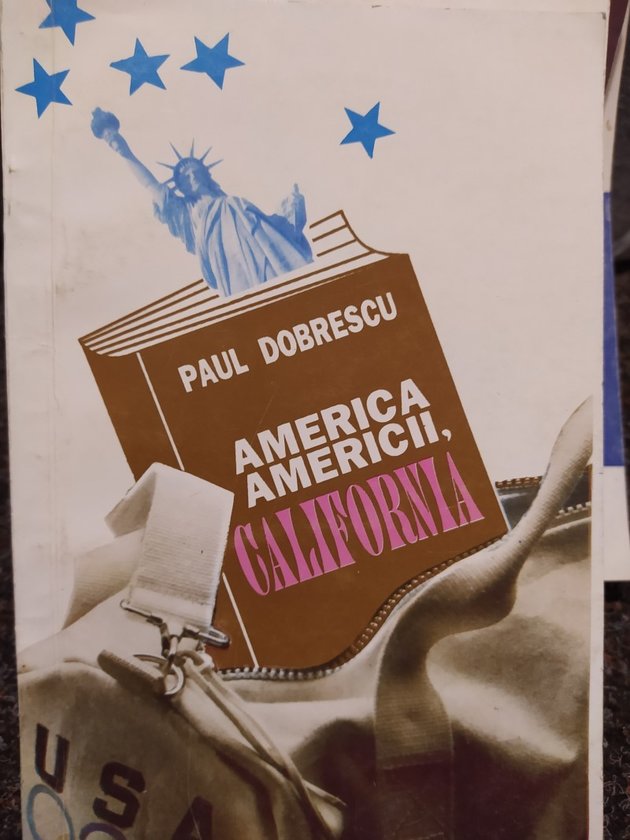 PAUL DOBRESCU
AMERICA
AMERICII,
CALIFORNIA
USA